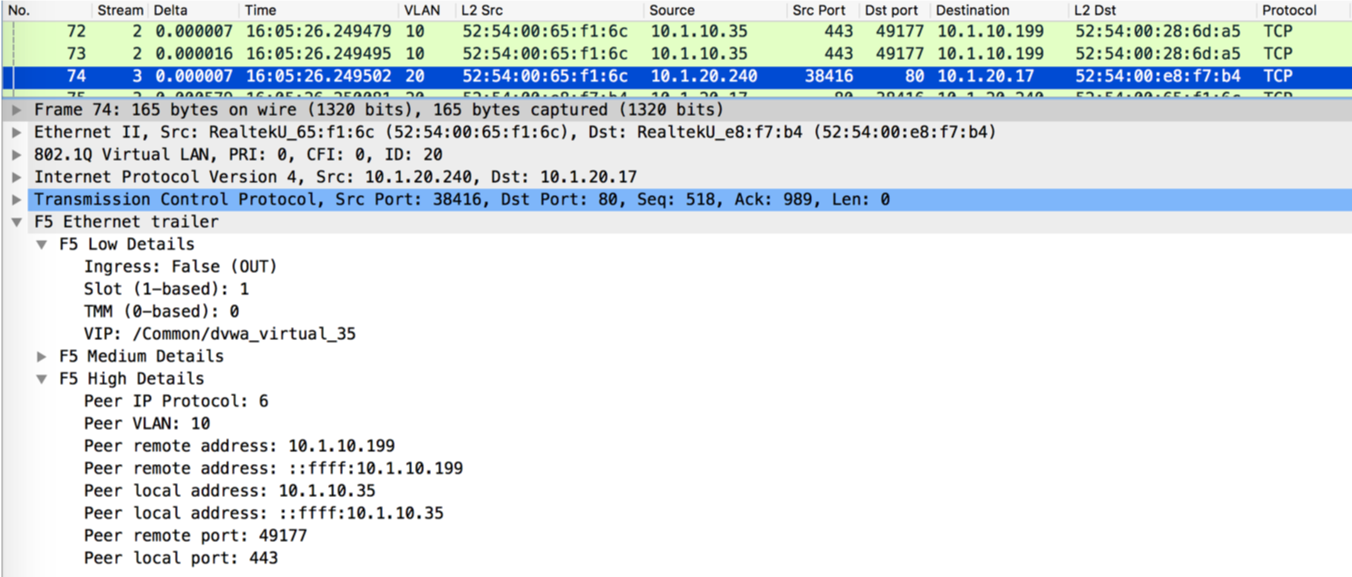 No. Stream Delta Time VLAN L2 Src Source Src Port Dst port Destination L2 Dst Protocol
72 2 0.000007 16:05:26.249479 10 52:54:00:65:f1:6c 10.1.10.35 443 49177 10.1.10.199 52:54:00:28:6d:a5 TCP
73 2 0.000016 16:05:26.249495 10 52:54:00:65:f1:6c 10.1.10.35 443 49177 10.1.10.199 52:54:00:28:6d:a5 TCP
74 3 0.000007 16:05:26.249502 20 52:54:00:65:f1:6c 10.1.20.240 38416 80 10.1.20.17 52:54:00:e8:f7:b4 TCP
Frame 74: 165 bytes on wire (1320 bits), 165 bytes captured (1320 bits)
Ethernet II, Src: RealtekU_65:f1:6c (52:54:00:65:f1:6c), Dst: RealtekU_e8:f7:b4 (52:54:00:e8:f7:b4)
802.1Q Virtual LAN, PRI: 0, CFI: 0, ID: 20
Internet Protocol Version 4, Src: 10.1.20.240, Dst: 10.1.20.17
Transmission Control Protocol, Src Port: 38416, Dst Port: 80, Seq: 518, Ack: 989, Len: 0
F5 Ethernet trailer
F5 Low Details
Ingress: False (OUT)
Slot (1-based): 1
TMM (0-based): 0
VIP: /Common/dvwa_virtual_35
F5 Medium Details
F5 High Details
Peer IP Protocol: 6
Peer VLAN: 10
Peer remote address: 10.1.10.199
Peer remote address: ::ffff:10.1.10.199
Peer local address: 10.1.10.35
Peer local address: ::ffff:10.1.10.35
Peer remote port: 49177
Peer local port: 443